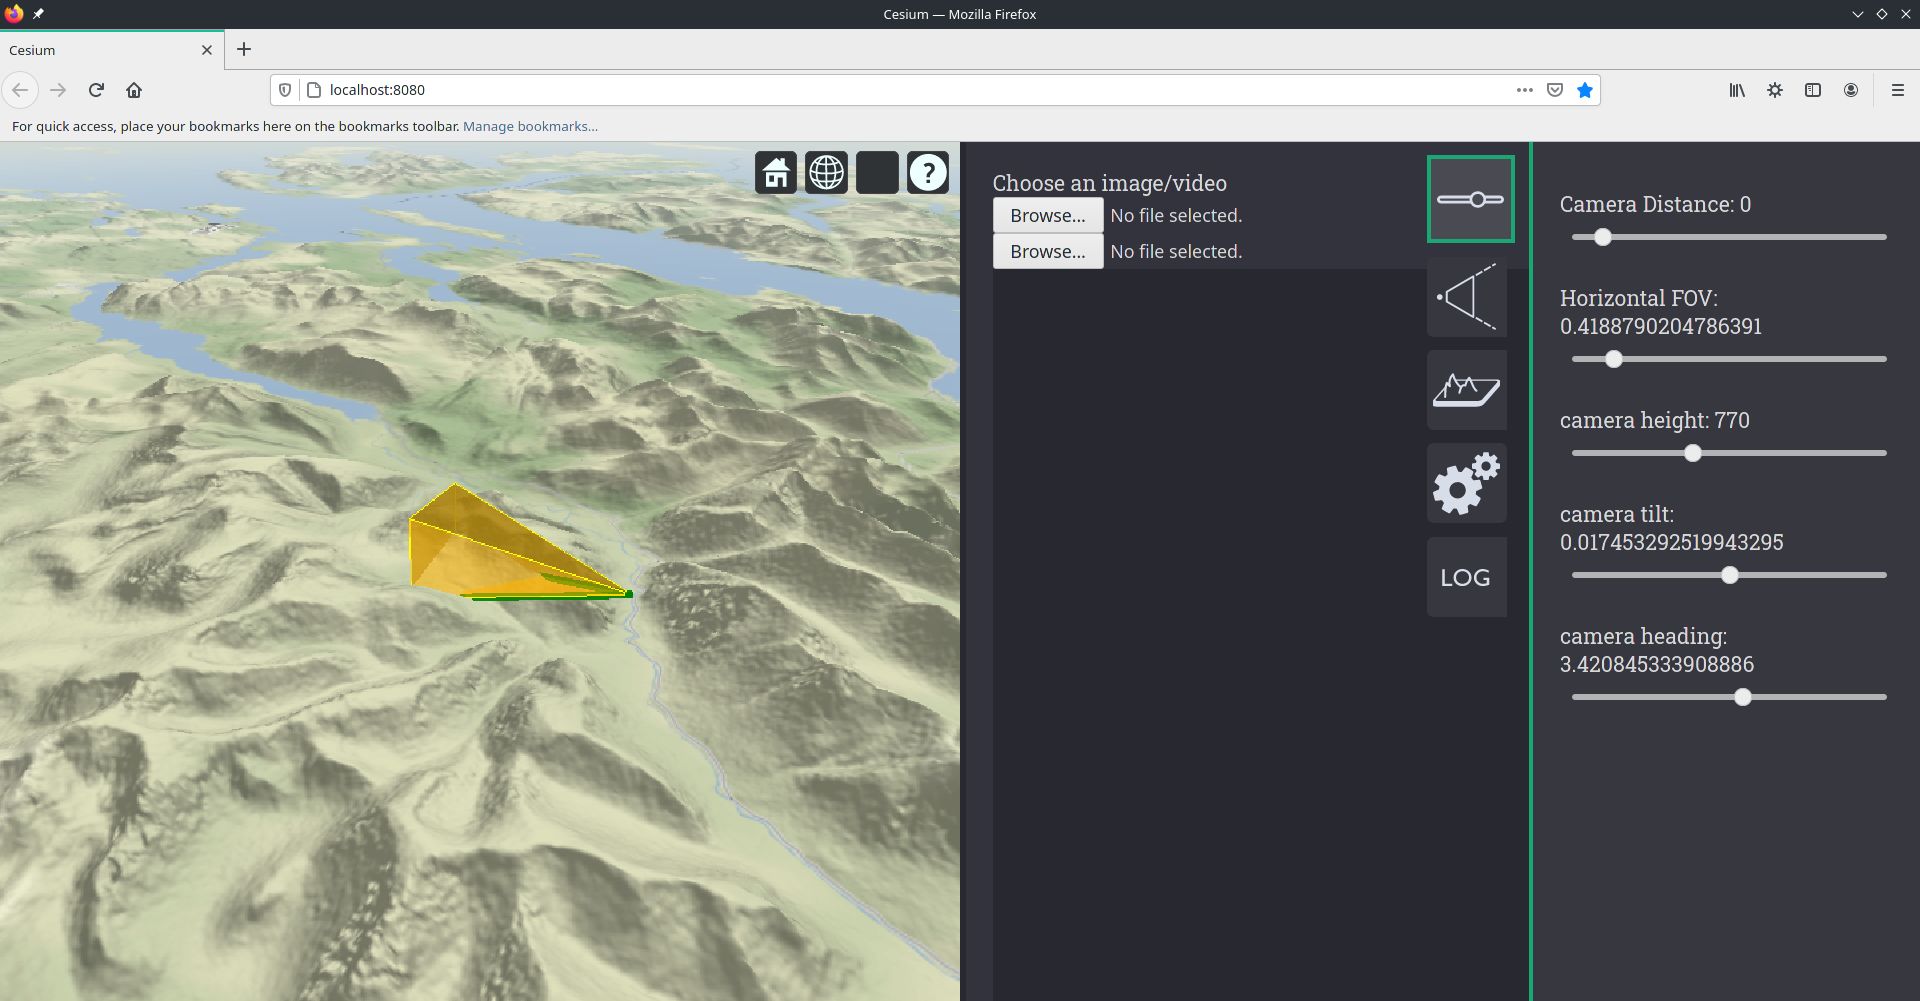 Cesium — Mozilla Firefox
Cesium
localhost:8080
For quick access, place your bookmarks here on the bookmarks toolbar. Manage bookmarks...
?
Choose an image/video
Browse... No file selected.
Browse... No file selected.
LOG
Camera Distance: 0
Horizontal FOV:
0.4188790204786391
camera height: 770
camera tilt:
0.017453292519943295
camera heading:
3.420845333908886